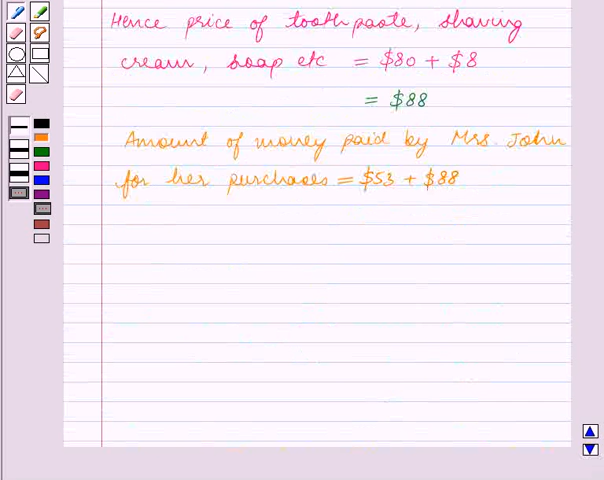 Hence price of toothpaste, shaving
cream, soap etc = $80 + $8
= $88
Amount of money paid by Mrs. John
for her purchases = $53 + $88